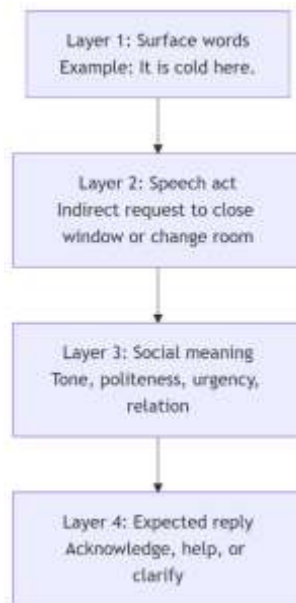 Layer 1: Surface words
Example: It is cold here.
Layer 2: Speech act
Indirect request to close
window or change room
Layer 3: Social meaning
Tone, politeness, urgency,
relation
Layer 4: Expected reply
Acknowledge, help, or
clarify